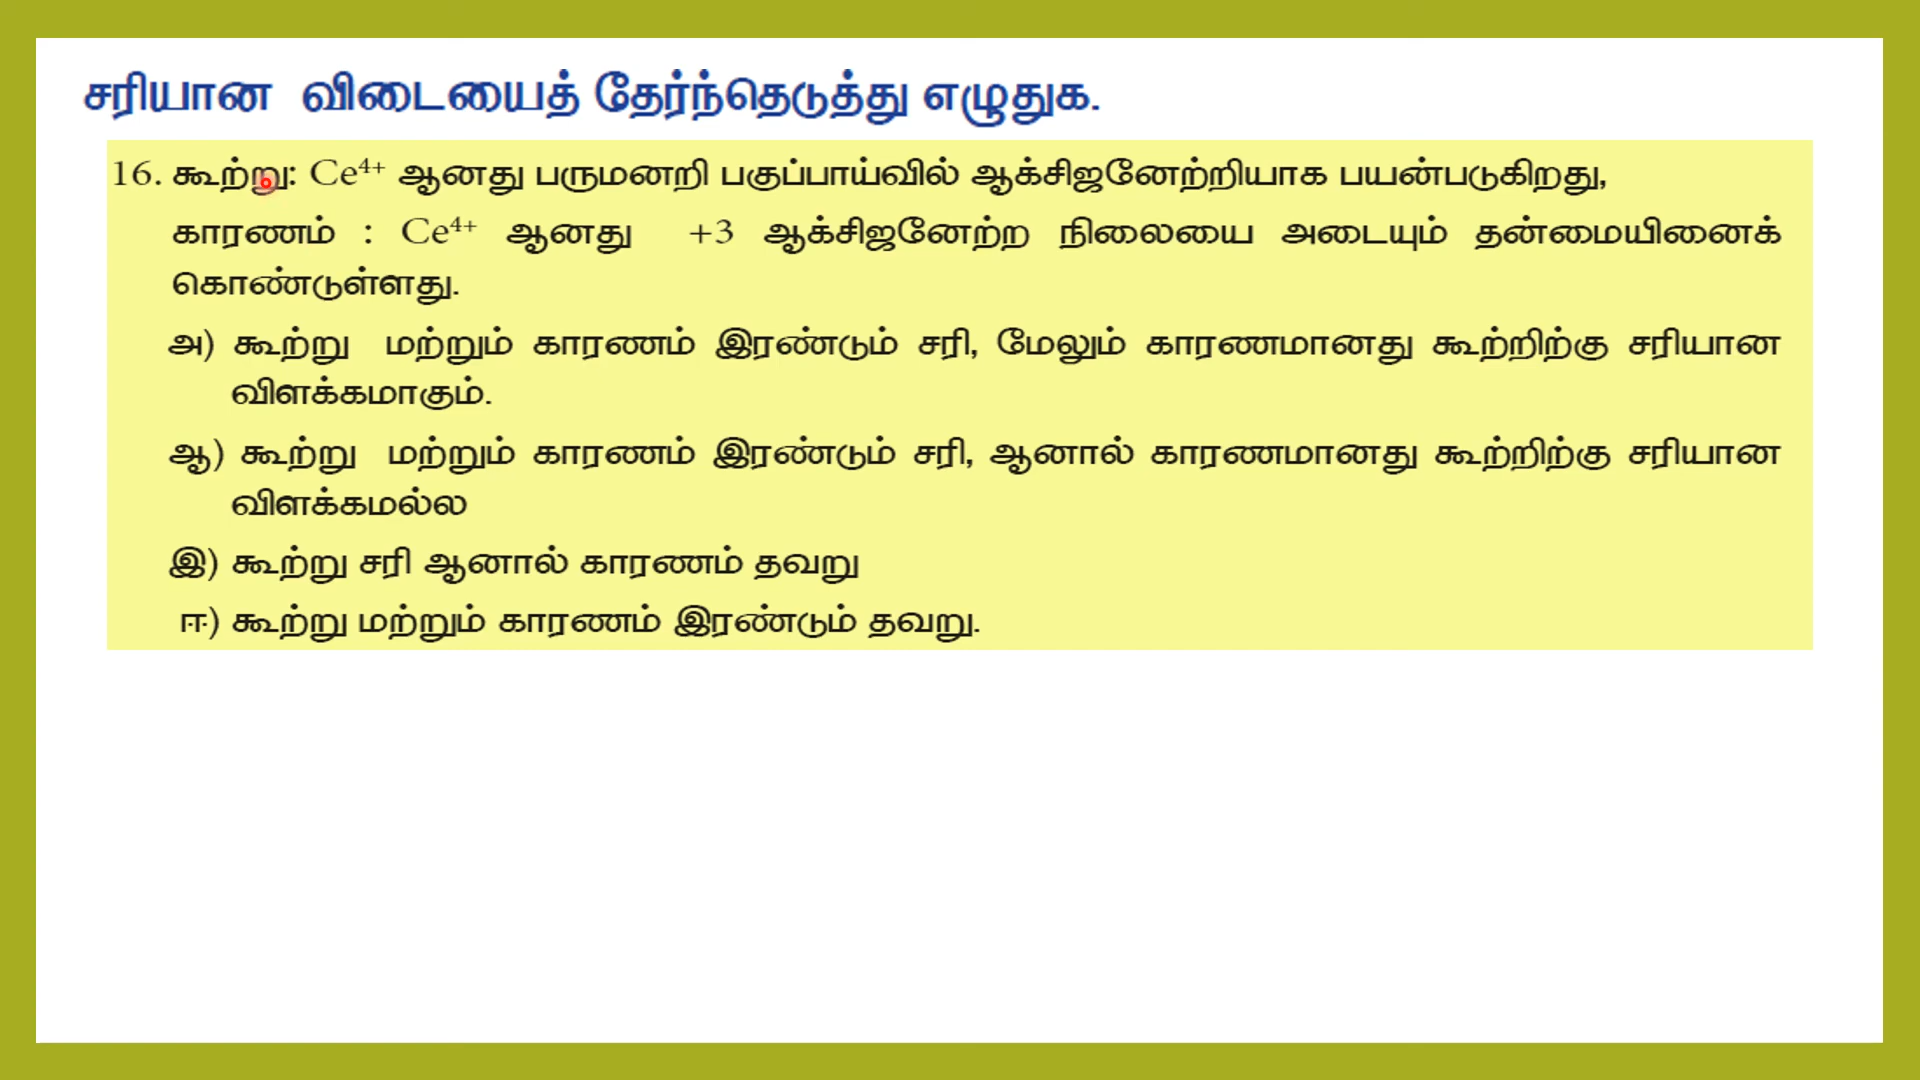 சரியான விடையைத் தேர்ந்தெடுத்து எழுதுக.
16. கூற்று: Ce⁴⁺ ஆனது பருமனறி பகுப்பாய்வில் ஆக்சிஜனேற்றியாக பயன்படுகிறது,
காரணம் : Ce⁴⁺ ஆனது +3 ஆக்சிஜனேற்ற நிலையை அடையும் தன்மையினைக்
கொண்டுள்ளது.
அ) கூற்று மற்றும் காரணம் இரண்டும் சரி, மேலும் காரணமானது கூற்றிற்கு சரியான
விளக்கமாகும்.
ஆ) கூற்று மற்றும் காரணம் இரண்டும் சரி, ஆனால் காரணமானது கூற்றிற்கு சரியான
விளக்கமல்ல
இ) கூற்று சரி ஆனால் காரணம் தவறு
ஈ) கூற்று மற்றும் காரணம் இரண்டும் தவறு.